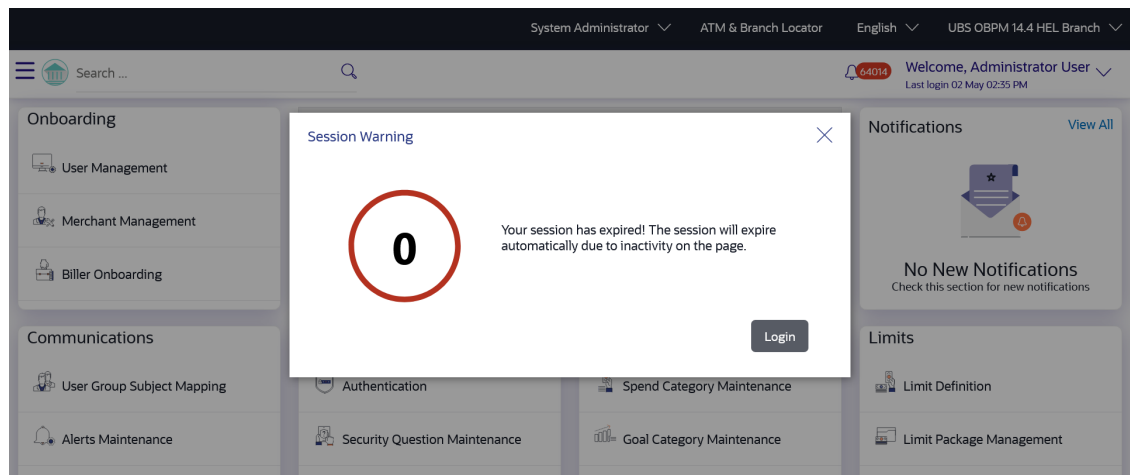 System Administrator
ATM & Branch Locator
English
UBS OBPM 14.4 HEL Branch
Search ...
64014
Welcome, Administrator User
Last login 02 May 02:35 PM
Onboarding
User Management
Merchant Management
Biller Onboarding
Session Warning
0
Your session has expired! The session will expire
automatically due to inactivity on the page.
Login
Notifications
View All
No New Notifications
Check this section for new notifications
Communications
User Group Subject Mapping
Alerts Maintenance
Authentication
Security Question Maintenance
Spend Category Maintenance
Goal Category Maintenance
Limits
Limit Definition
Limit Package Management